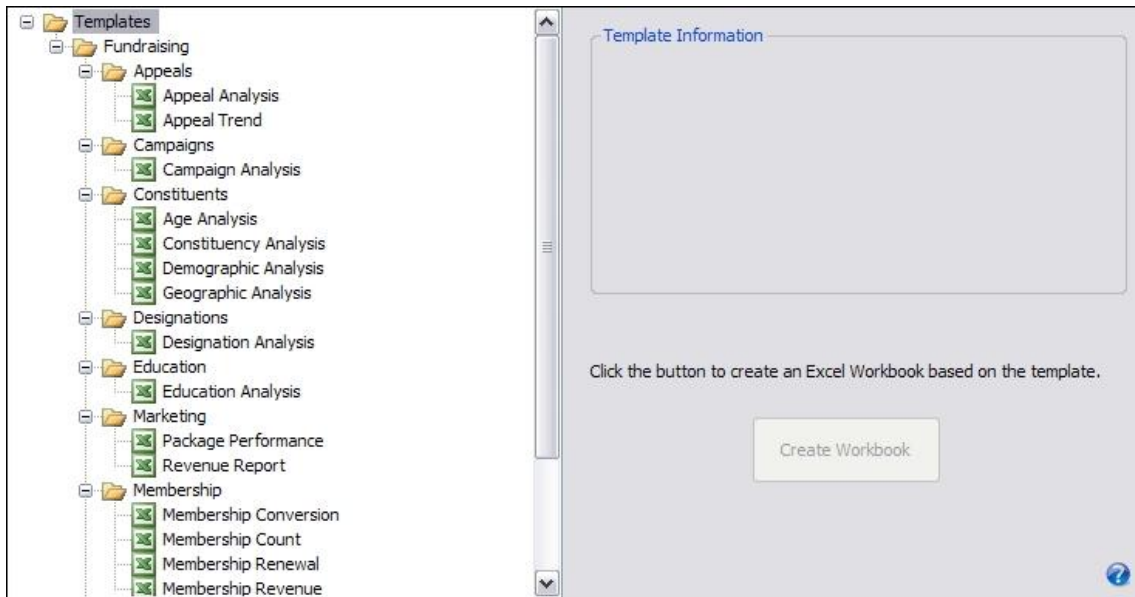 Templates
Fundraising
Appeals
Appeal Analysis
Appeal Trend
Campaigns
Campaign Analysis
Constituents
Age Analysis
Constituency Analysis
Demographic Analysis
Geographic Analysis
Designations
Designation Analysis
Education
Education Analysis
Marketing
Package Performance
Revenue Report
Membership
Membership Conversion
Membership Count
Membership Renewal
Membership Revenue
Template Information
Click the button to create an Excel Workbook based on the template.
Create Workbook